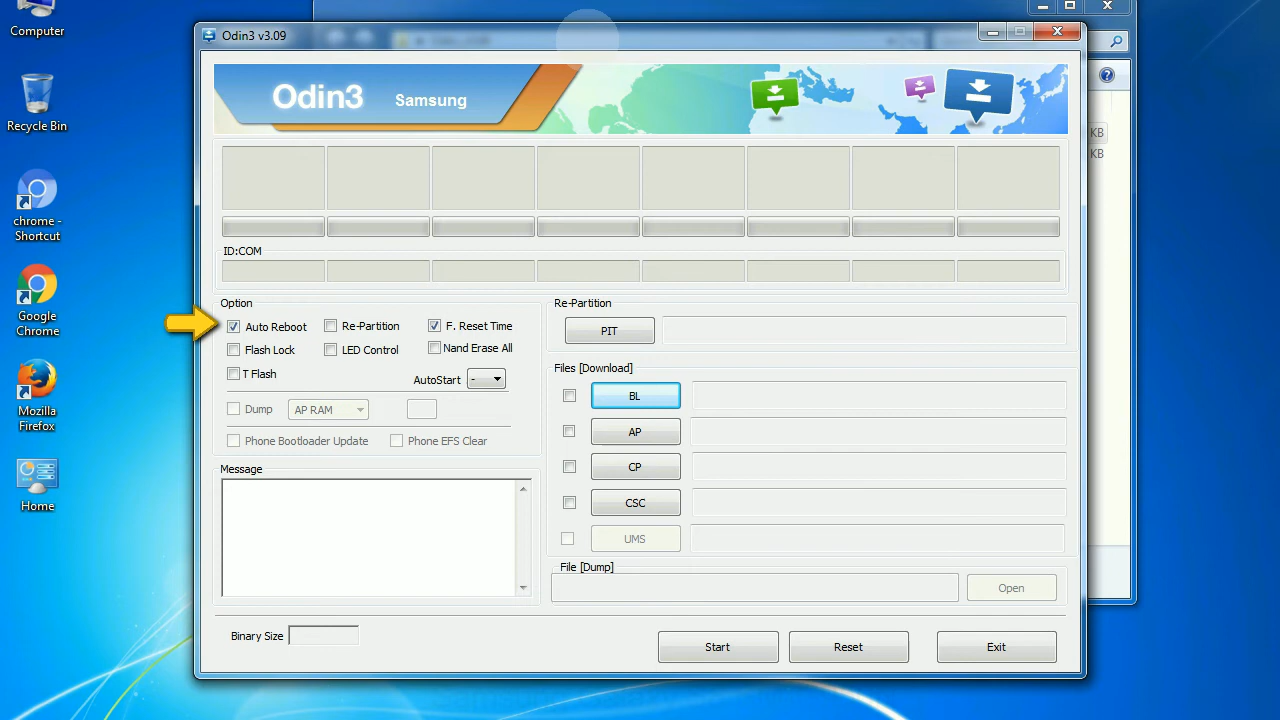 Computer
Recycle Bin
chrome -
Shortcut
Google
Chrome
Mozilla
Firefox
Home
Odin3 v3.09
Odin3 Samsung
ID:COM
Option
Auto Reboot Re-Partition F. Reset Time
Flash Lock LED Control Nand Erase All
T Flash
AutoStart -
Dump AP RAM
Phone Bootloader Update Phone EFS Clear
Message
Re-Partition
PIT
Files [Download]
BL
AP
CP
CSC
UMS
File [Dump]
Open
Binary Size
Start Reset Exit
KB
KB